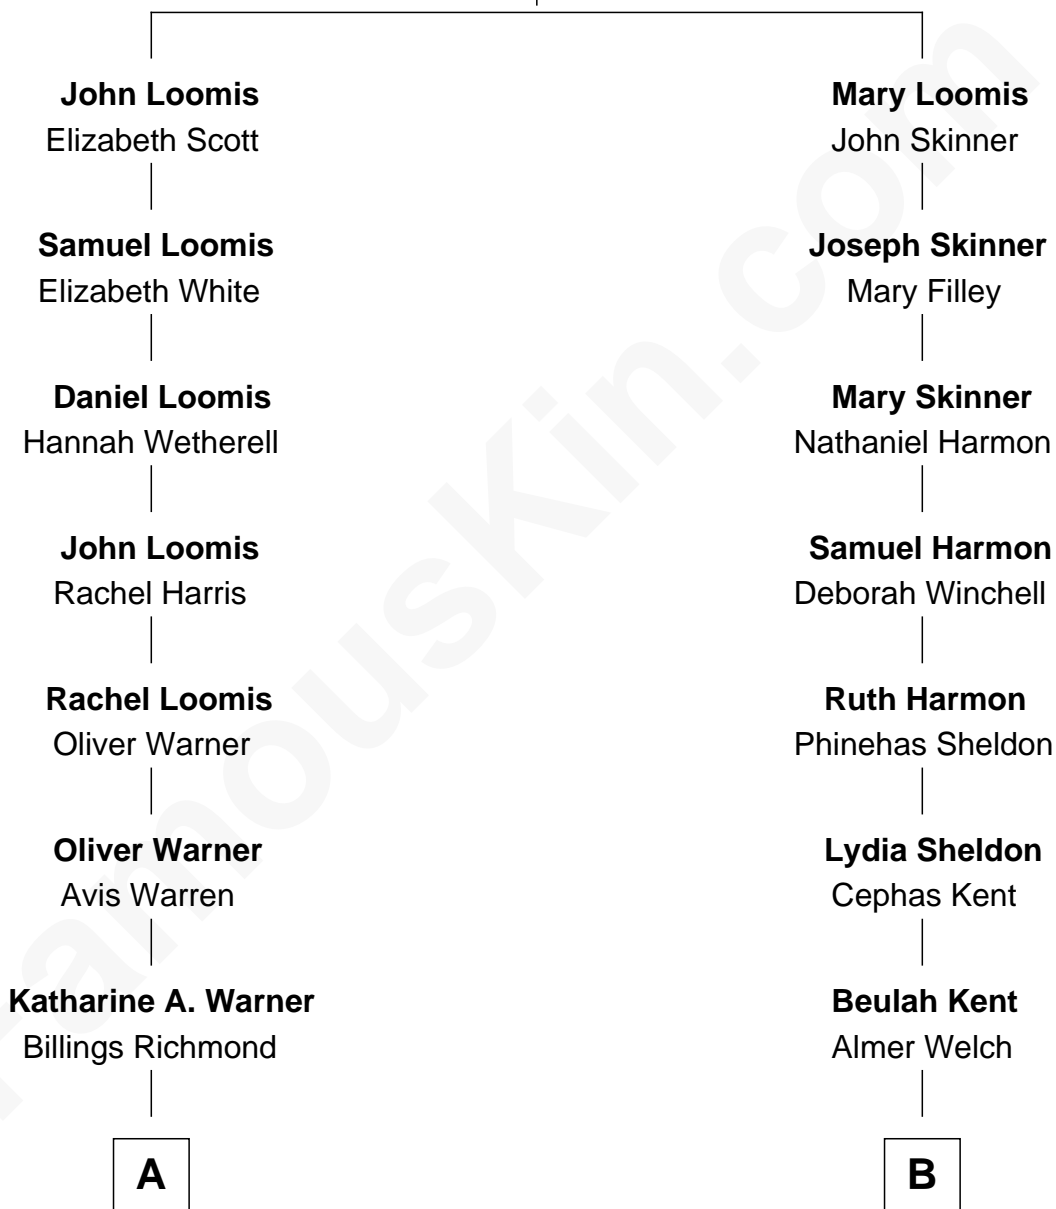 John Loomis
Elizabeth Scott
Samuel Loomis
Elizabeth White
Daniel Loomis
Hannah Wetherell
John Loomis
Rachel Harris
Rachel Loomis
Oliver Warner
Oliver Warner
Avis Warren
Katharine A. Warner
Billings Richmond
A
Mary Loomis
John Skinner
Joseph Skinner
Mary Filley
Mary Skinner
Nathaniel Harmon
Samuel Harmon
Deborah Winchell
Ruth Harmon
Phinehas Sheldon
Lydia Sheldon
Cephas Kent
Beulah Kent
Almer Welch
B
FamousKin.com